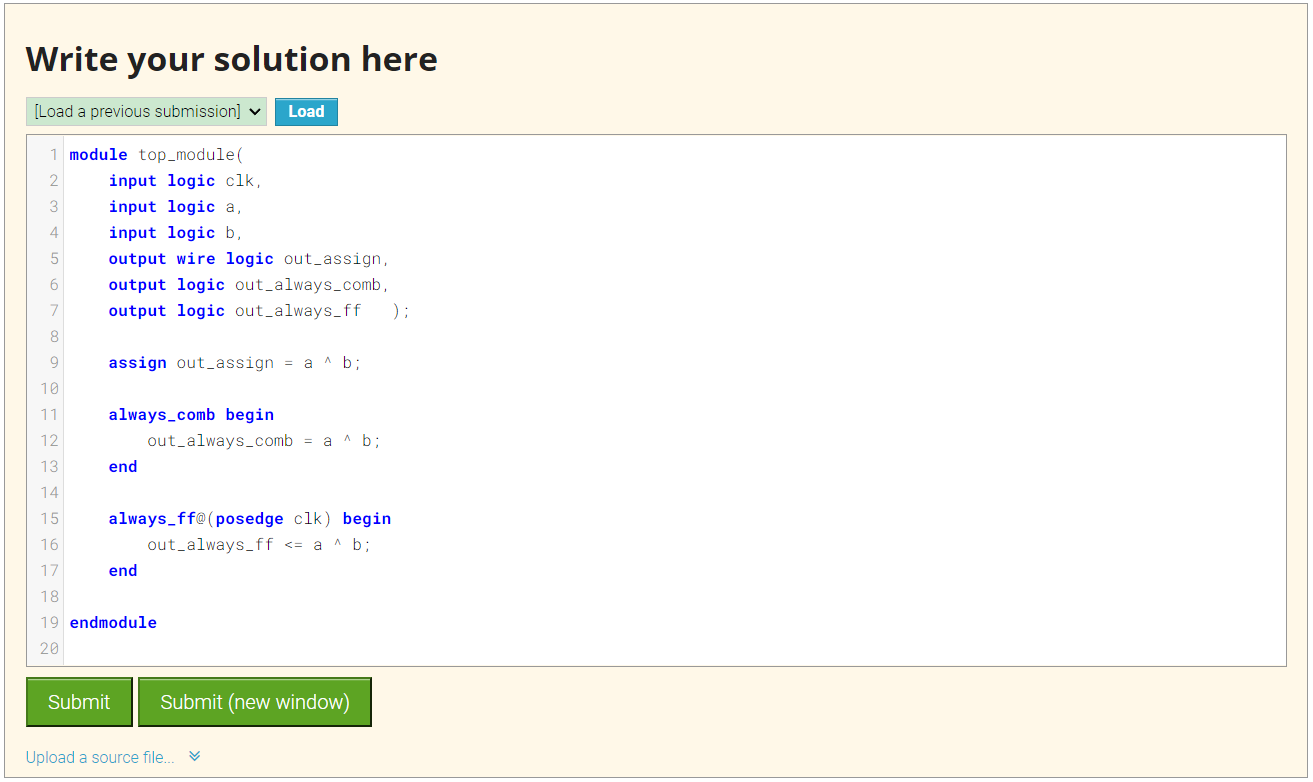 Write your solution here
[Load a previous submission] Load
1 module top_module(
2     input logic clk,
3     input logic a,
4     input logic b,
5     output wire logic out_assign,
6     output logic out_always_comb,
7     output logic out_always_ff   );
8
9     assign out_assign = a ^ b;
10
11     always_comb begin
12         out_always_comb = a ^ b;
13     end
14
15     always_ff@(posedge clk) begin
16         out_always_ff <= a ^ b;
17     end
18
19 endmodule
20
Submit Submit (new window)
Upload a source file...